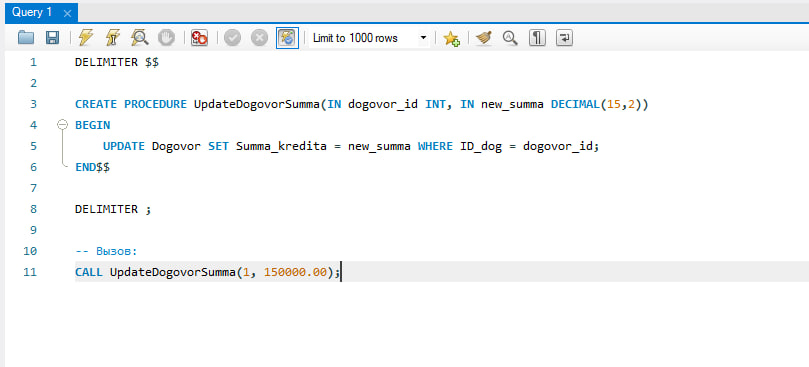 Query 1
Limit to 1000 rows
1 DELIMITER $$
2
3 CREATE PROCEDURE UpdateDogovorSumma(IN dogovor_id INT, IN new_summa DECIMAL(15,2))
4 BEGIN
5 UPDATE Dogovor SET Summa_kredita = new_summa WHERE ID_dog = dogovor_id;
6 END$$
7
8 DELIMITER ;
9
10 -- Вызов:
11 CALL UpdateDogovorSumma(1, 150000.00);